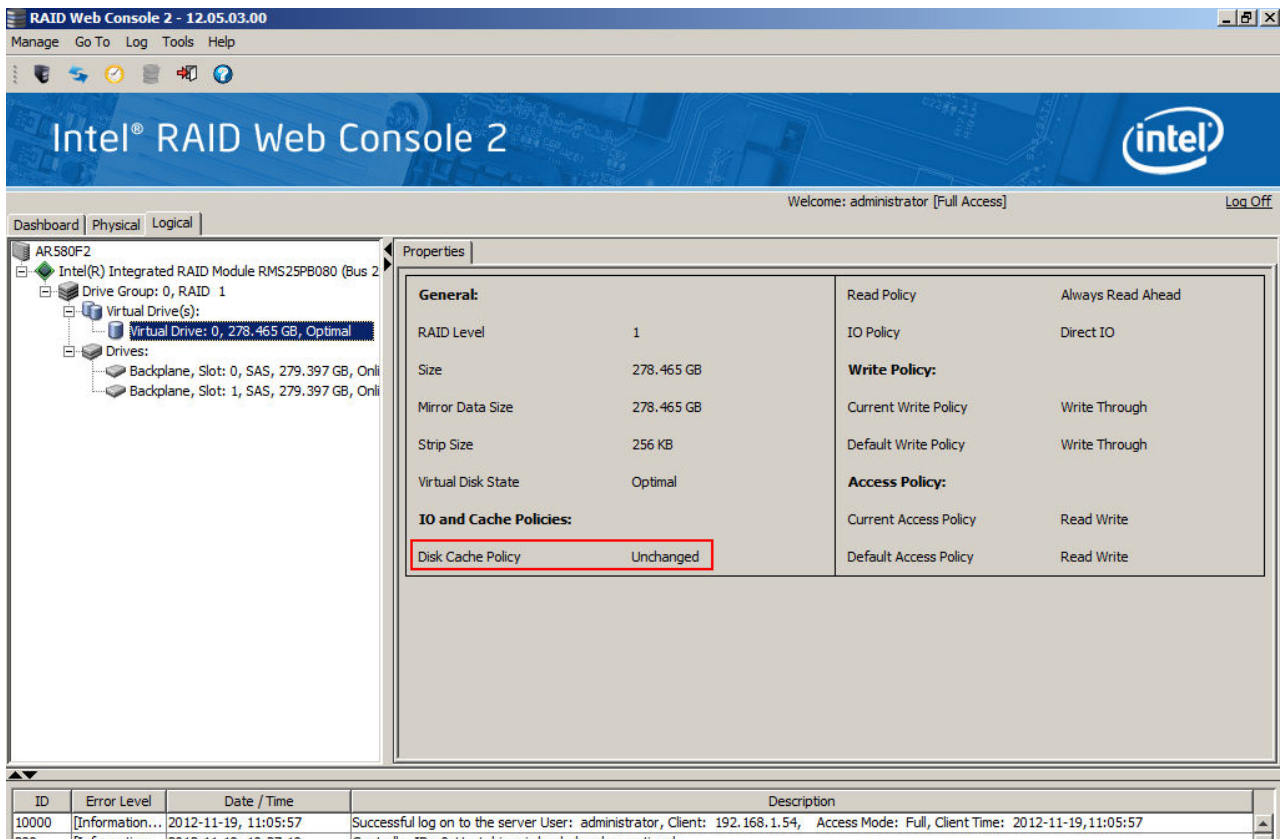 RAID Web Console 2 - 12.05.03.00
Manage Go To Log Tools Help
Intel® RAID Web Console 2
intel
Welcome: administrator [Full Access]
Log Off
Dashboard Physical Logical
AR580F2
Intel(R) Integrated RAID Module RMS25PB080 (Bus 2
Drive Group: 0, RAID 1
Virtual Drive(s):
Virtual Drive: 0, 278.465 GB, Optimal
Drives:
Backplane, Slot: 0, SAS, 279.397 GB, Onli
Backplane, Slot: 1, SAS, 279.397 GB, Onli
Properties
General:
RAID Level 1
Size 278.465 GB
Mirror Data Size 278.465 GB
Strip Size 256 KB
Virtual Disk State Optimal
IO and Cache Policies:
Disk Cache Policy Unchanged
Read Policy Always Read Ahead
IO Policy Direct IO
Write Policy:
Current Write Policy Write Through
Default Write Policy Write Through
Access Policy:
Current Access Policy Read Write
Default Access Policy Read Write
ID Error Level Date / Time Description
10000 [Information... 2012-11-19, 11:05:57 Successful log on to the server User: administrator, Client: 192.168.1.54, Access Mode: Full, Client Time: 2012-11-19,11:05:57